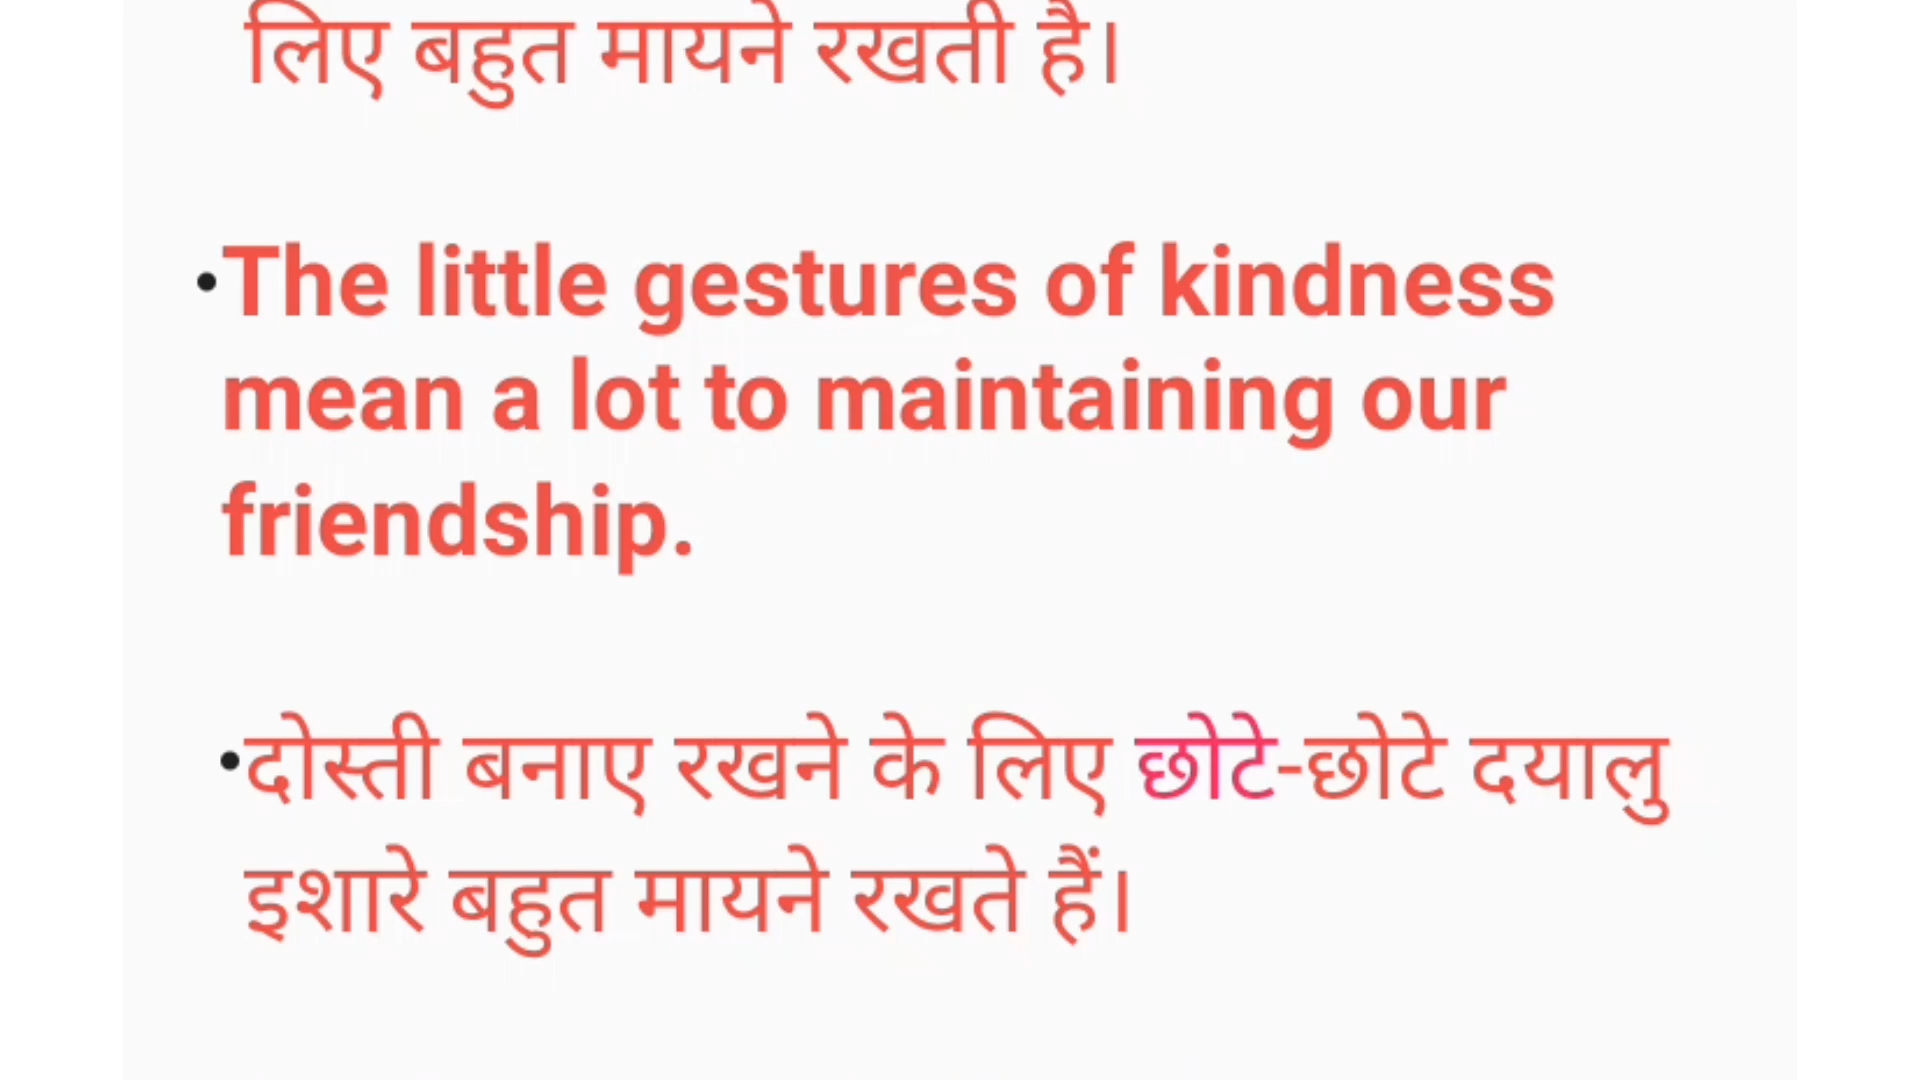 लिए बहुत मायने रखती है।
•The little gestures of kindness
mean a lot to maintaining our
friendship.
•दोस्ती बनाए रखने के लिए छोटे-छोटे दयालु
इशारे बहुत मायने रखते हैं।